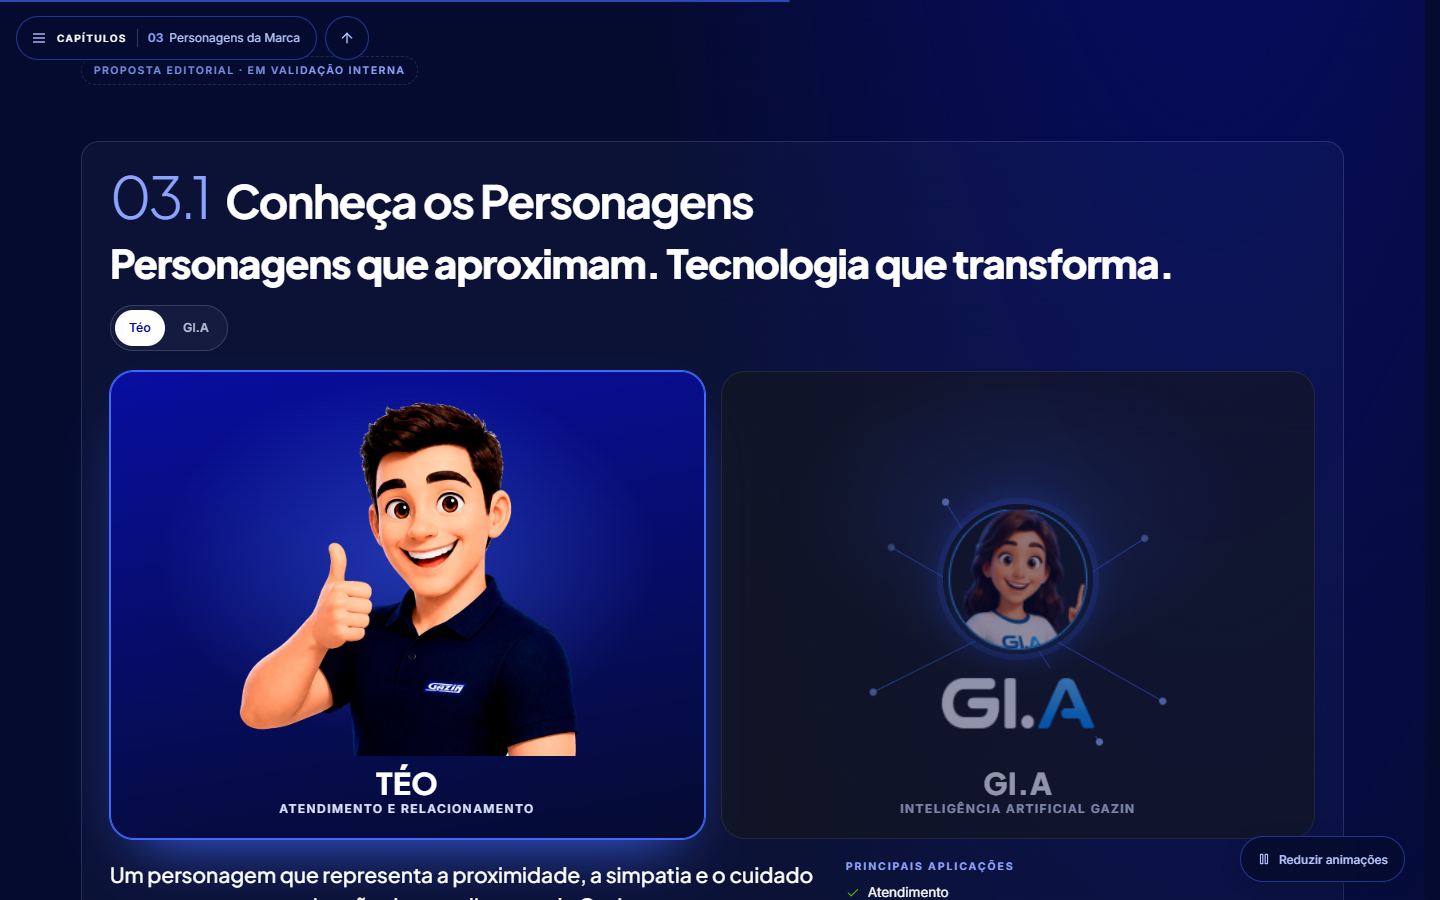 CAPÍTULOS
03 Personagens da Marca
PROPOSTA EDITORIAL · EM VALIDAÇÃO INTERNA
03.1 Conheça os Personagens
Personagens que aproximam. Tecnologia que transforma.
Téo
GI.A
GAZIN
TÉO
ATENDIMENTO E RELACIONAMENTO
GI.A
GI.A
GI.A
INTELIGÊNCIA ARTIFICIAL GAZIN
Um personagem que representa a proximidade, a simpatia e o cuidado
PRINCIPAIS APLICAÇÕES
Atendimento
Reduzir animações